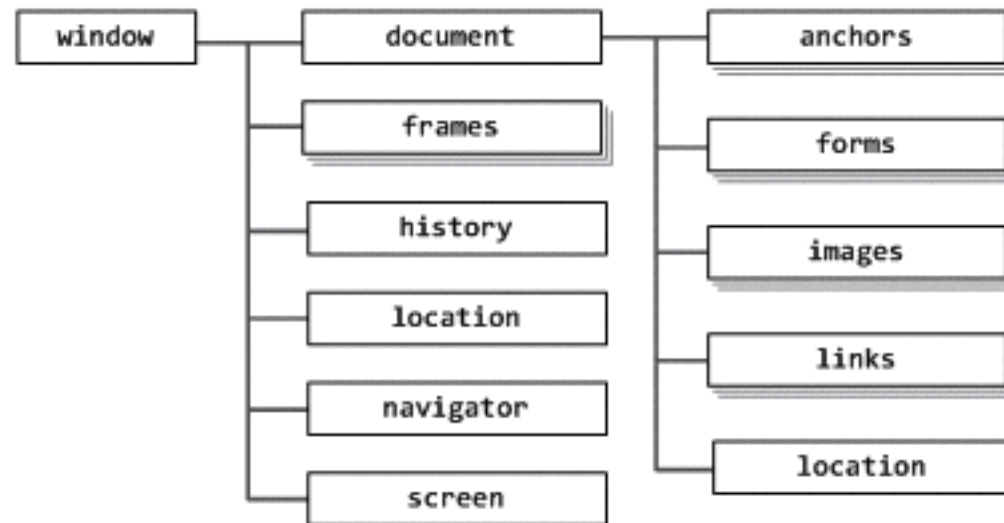 window
document
frames
history
location
navigator
screen
anchors
forms
images
links
location